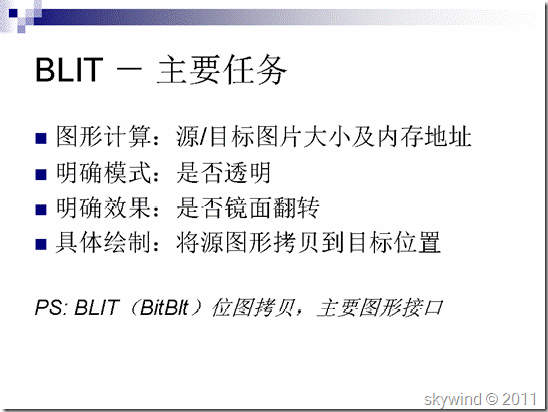 BLIT － 主要任务
图形计算：源/目标图片大小及内存地址
明确模式：是否透明
明确效果：是否镜面翻转
具体绘制：将源图形拷贝到目标位置
PS: BLIT（BitBlt）位图拷贝，主要图形接口
skywind © 2011